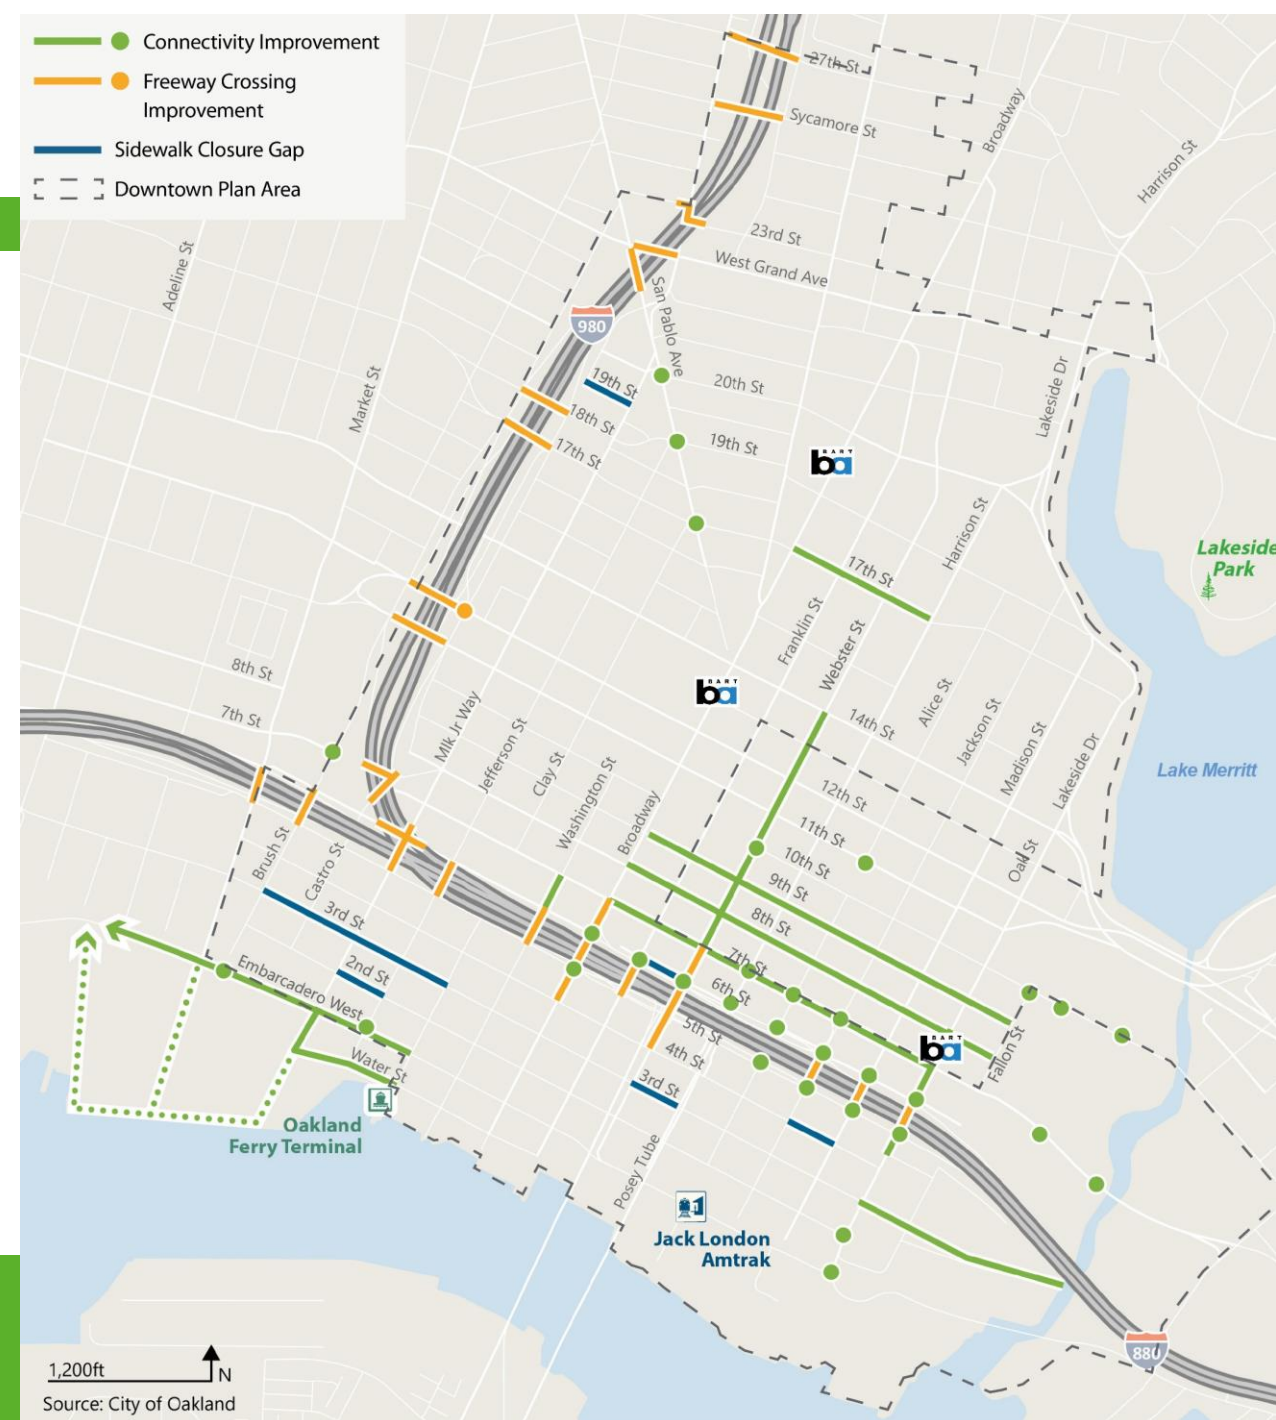 Connectivity Improvement
Freeway Crossing
Improvement
Sidewalk Closure Gap
Downtown Plan Area
27th St
Sycamore St
Broadway
Harrison St
23rd St
West Grand Ave
Adeline St
San Pablo Ave
980
Market St
19th St
20th St
18th St
19th St
17th St
Lakeside Dr
BART
ba
Harrison St
17th St
Lakeside
Park
Franklin St
Webster St
8th St
7th St
BART
ba
Mlk Jr Way
Jefferson St
Clay St
Washington St
Broadway
14th St
Alice St
Jackson St
Madison St
Lakeside Dr
Lake Merritt
12th St
11th St
10th St
9th St
8th St
Oak St
Brush St
Castro St
3rd St
2nd St
Embarcadero West
Water St
7th St
6th St
5th St
4th St
3rd St
BART
ba
Fallon St
Oakland
Ferry Terminal
Posey Tube
Jack London
Amtrak
880
1,200ft
N
Source: City of Oakland